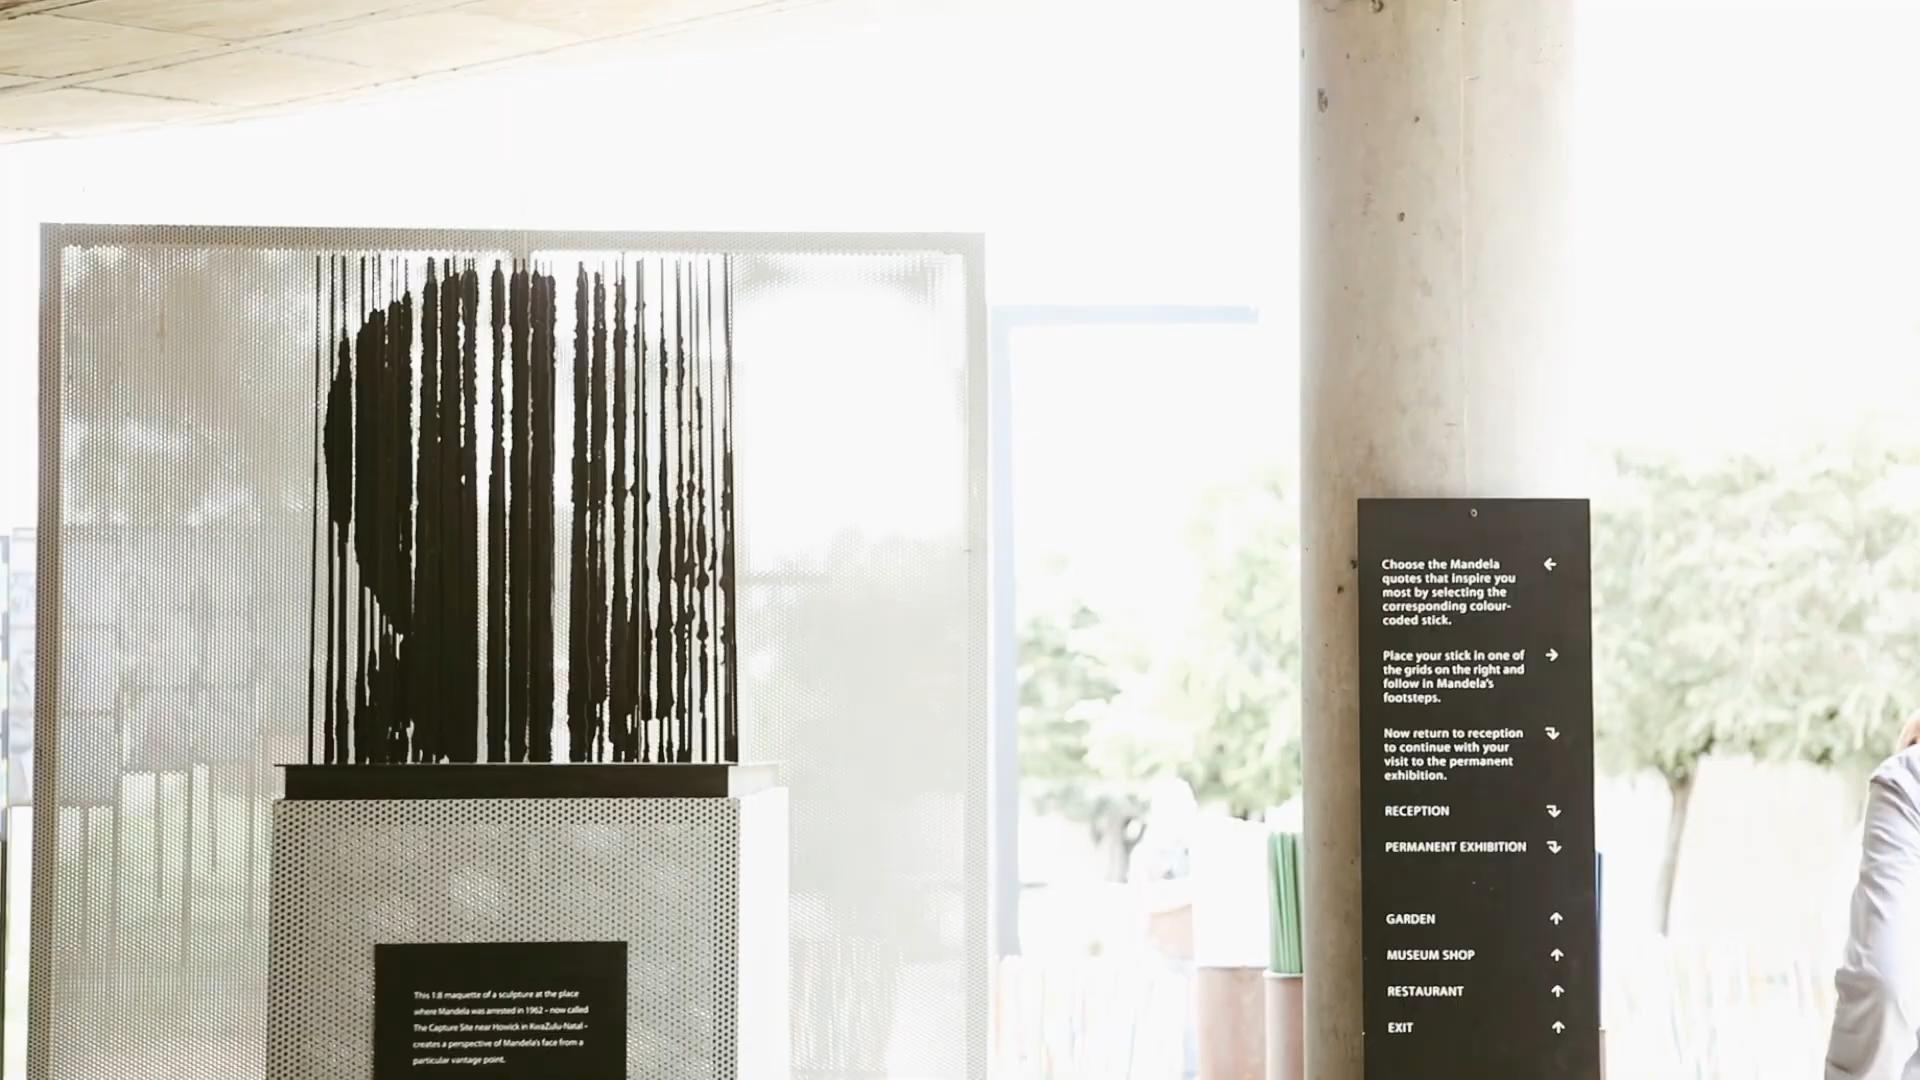 Choose the Mandela
quotes that inspire you
most by selecting the
corresponding colour-
coded stick.
Place your stick in one of
the grids on the right and
follow in Mandela's
footsteps.
Now return to reception
to continue with your
visit to the permanent
exhibition.
RECEPTION
PERMANENT EXHIBITION
GARDEN
MUSEUM SHOP
RESTAURANT
EXIT
This 1:8 maquette of a sculpture at the place
where Mandela was arrested in 1962 – now called
The Capture Site near Howick in KwaZulu-Natal –
creates a perspective of Mandela's face from a
particular vantage point.